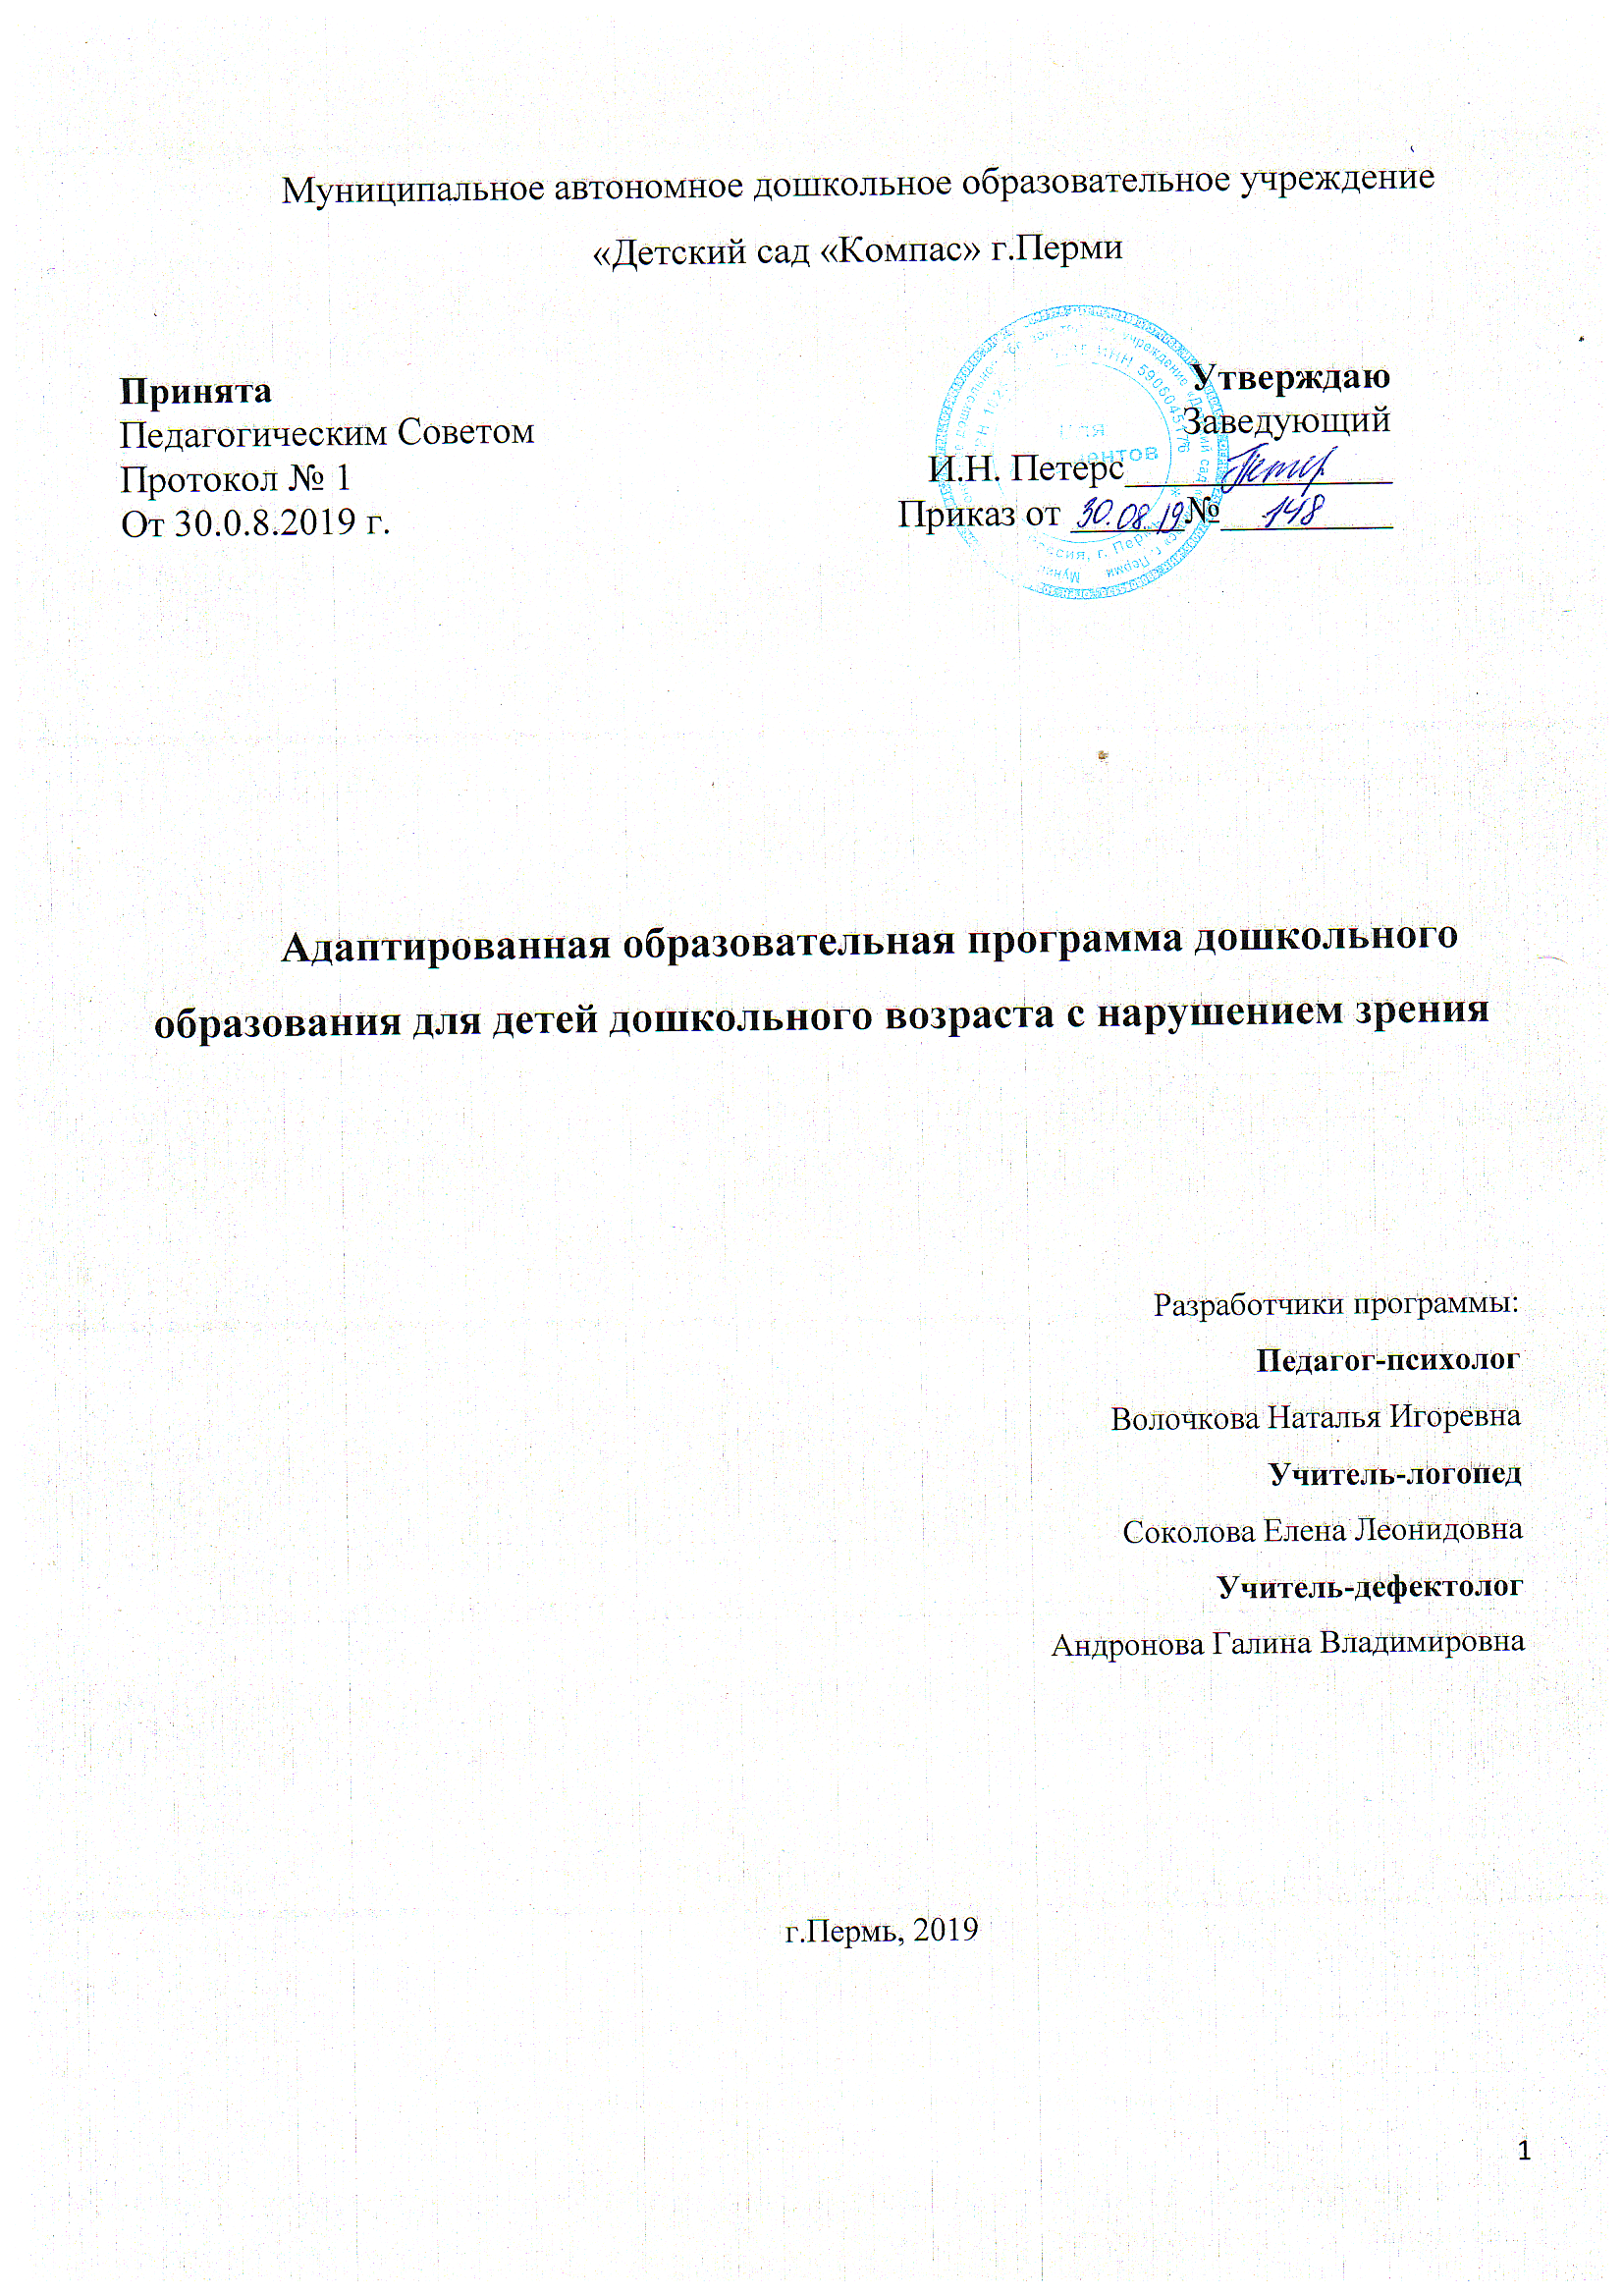 Муниципальное автономное дошкольное образовательное учреждение
«Детский сад «Компас» г.Перми
Принята
Педагогическим Советом
Протокол № 1
От 30.0.8.2019 г.
Утверждаю
Заведующий
И.Н. Петерс
Приказ от 30.08.19 № 148
Адаптированная образовательная программа дошкольного
образования для детей дошкольного возраста с нарушением зрения
Разработчики программы:
Педагог-психолог
Волочкова Наталья Игоревна
Учитель-логопед
Соколова Елена Леонидовна
Учитель-дефектолог
Андронова Галина Владимировна
г.Пермь, 2019
1